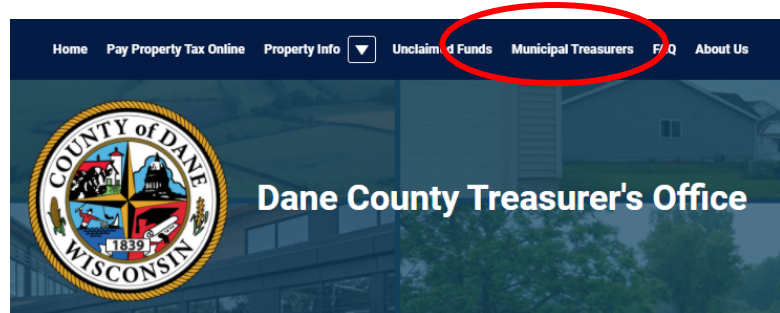 Home Pay Property Tax Online Property Info Unclaimed Funds Municipal Treasurers FAQ About Us
COUNTY of DANE
Dane County Treasurer's Office
1839
WISCONSIN